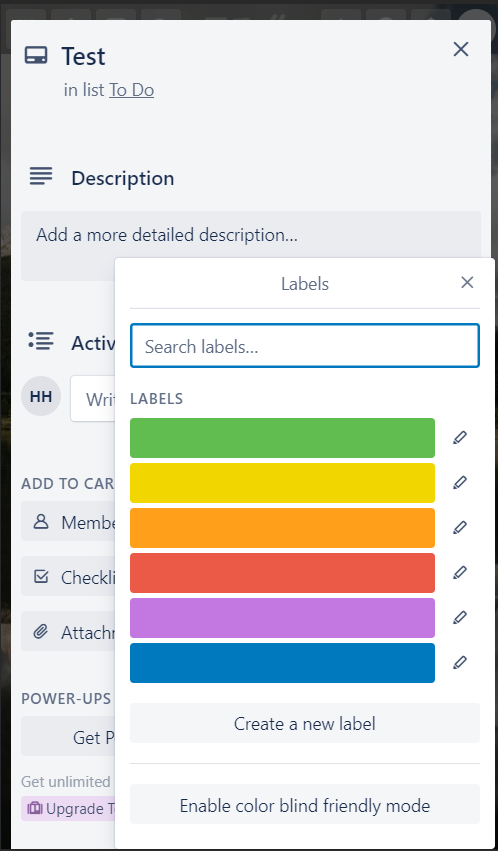 Test
in list To Do
Description
Add a more detailed description...
Labels
Search labels...
LABELS
Create a new label
Enable color blind friendly mode
Activ
HH
Writ
ADD TO CAR
Membe
Checkli
Attachr
POWER-UPS
Get P
Get unlimited
Upgrade T